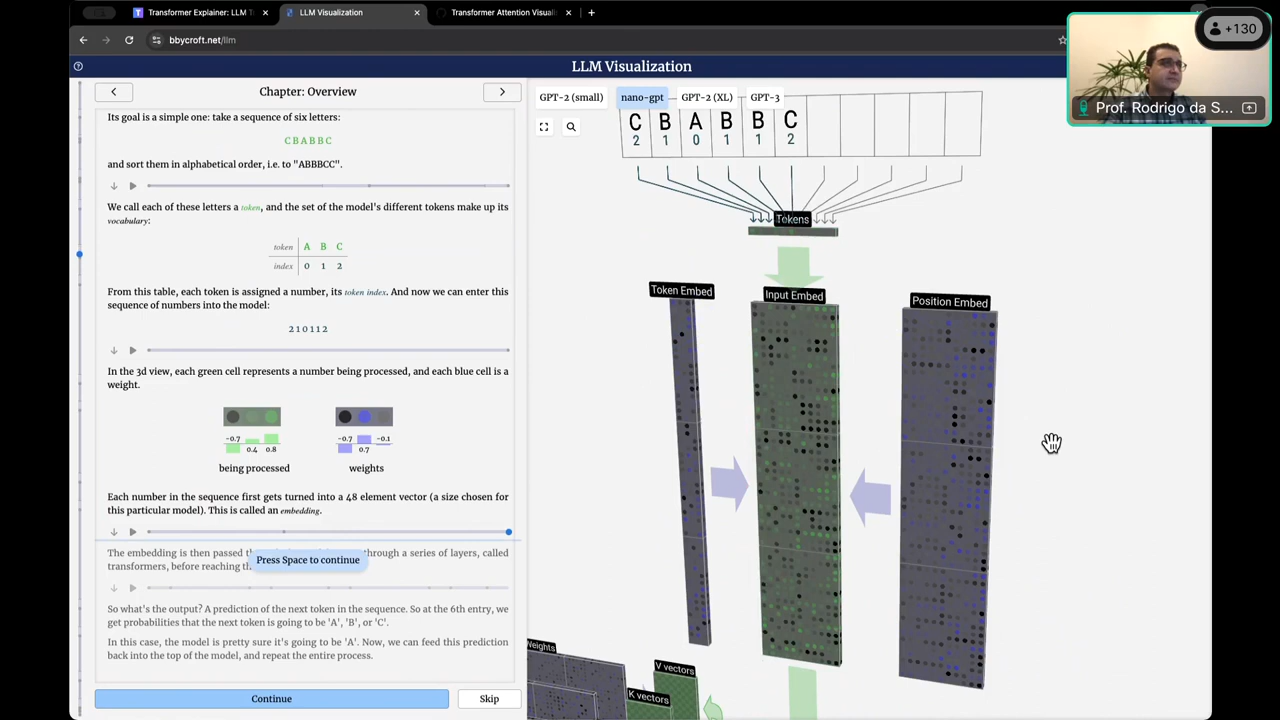 Transformer Explainer: LLM T
LLM Visualization
Transformer Attention Visuali
bbycroft.net/llm
LLM Visualization
+130
Prof. Rodrigo da S...
Chapter: Overview
Its goal is a simple one: take a sequence of six letters:
C B A B B C
and sort them in alphabetical order, i.e. to "ABBBCC".
We call each of these letters a token, and the set of the model's different tokens make up its
vocabulary:
token A B C
index 0 1 2
From this table, each token is assigned a number, its token index. And now we can enter this
sequence of numbers into the model:
2 1 0 1 1 2
In the 3d view, each green cell represents a number being processed, and each blue cell is a
weight.
-0.7 0.4 0.8
-0.7 0.7 -0.1
being processed weights
Each number in the sequence first gets turned into a 48 element vector (a size chosen for
this particular model). This is called an embedding.
The embedding is then passed through a series of layers, called
transformers, before reaching th
Press Space to continue
So what's the output? A prediction of the next token in the sequence. So at the 6th entry, we
get probabilities that the next token is going to be 'A', 'B', or 'C'.
In this case, the model is pretty sure it's going to be 'A'. Now, we can feed this prediction
back into the top of the model, and repeat the entire process.
Continue
Skip
GPT-2 (small) nano-gpt GPT-2 (XL) GPT-3
C B A B B C
2 1 0 1 1 2
Tokens
Token Embed
Input Embed
Position Embed
Weights
V vectors
K vectors